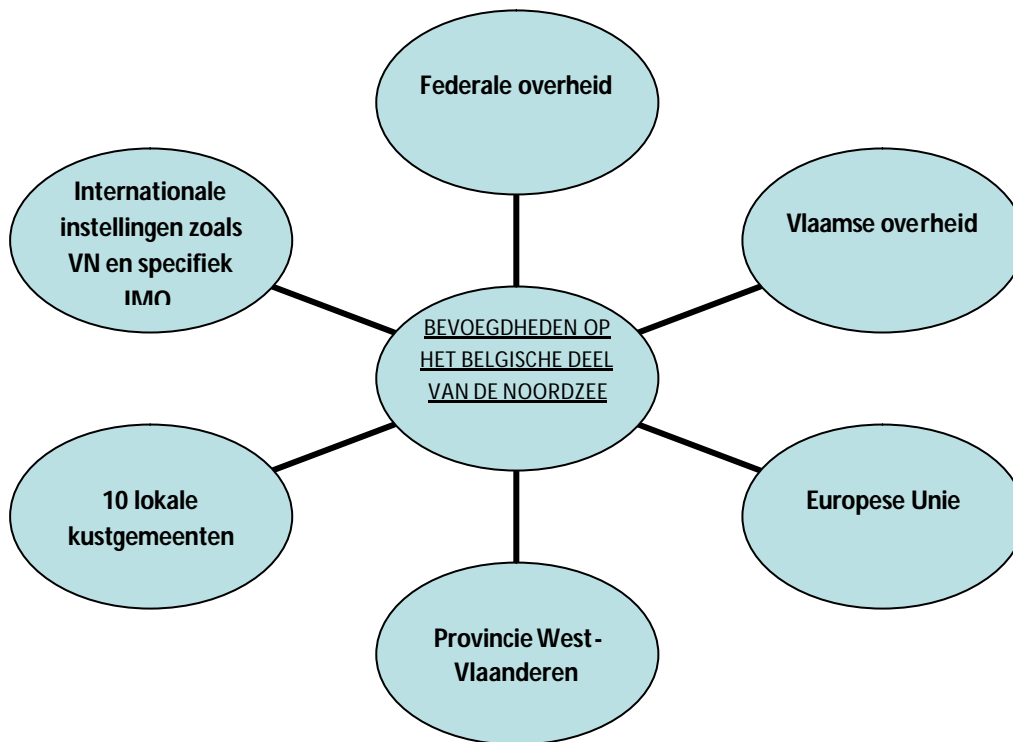 Federale overheid
Internationale
instellingen zoals
VN en specifiek
IMO
Vlaamse overheid
BEVOEGDHEDEN OP
HET BELGISCHE DEEL
VAN DE NOORDZEE
10 lokale
kustgemeenten
Europese Unie
Provincie West-
Vlaanderen